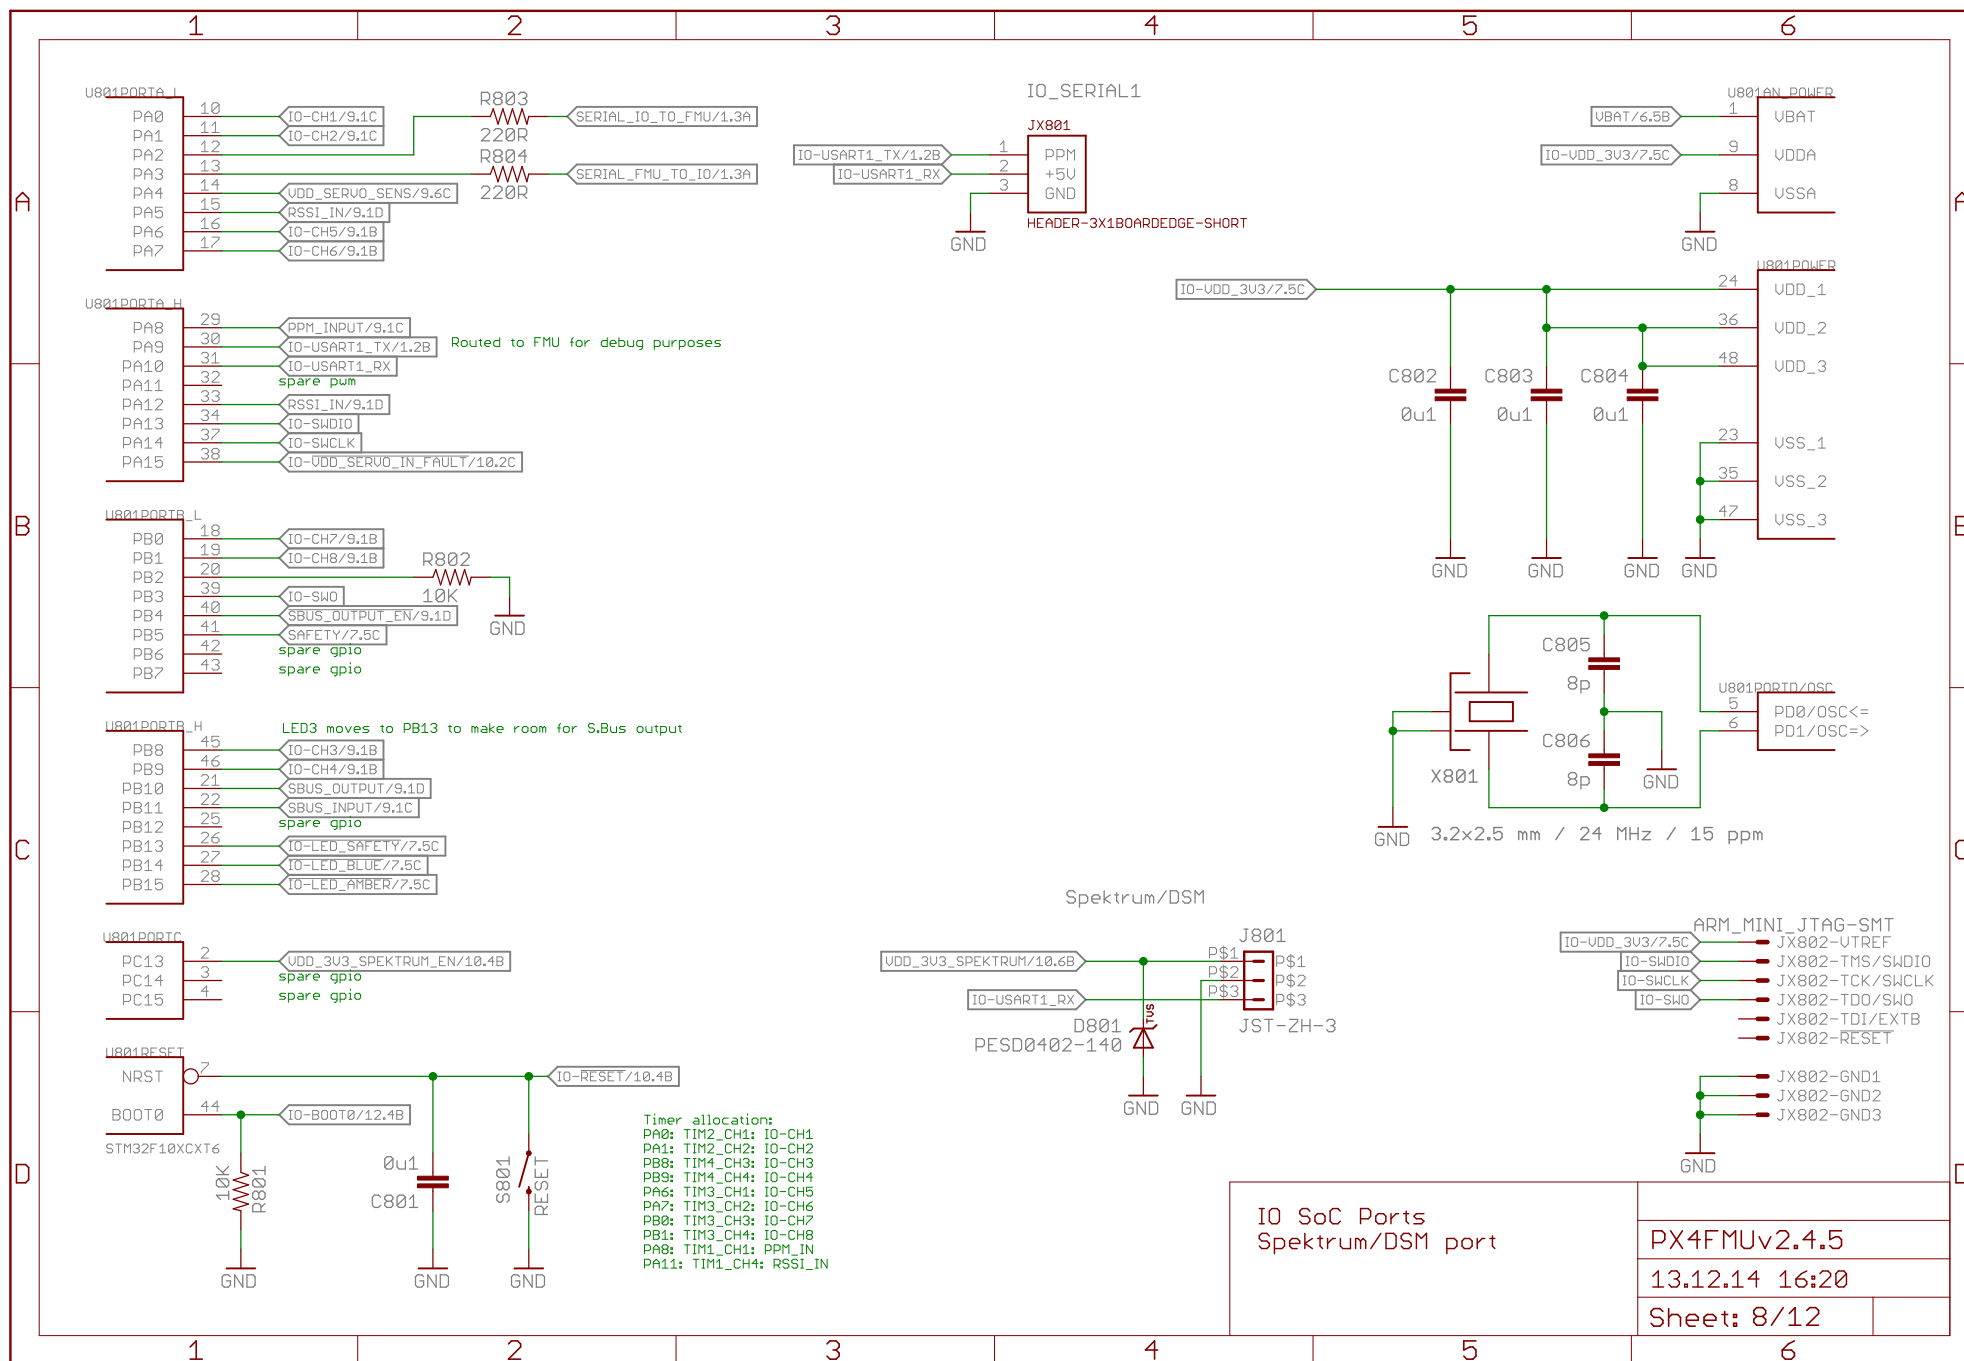 1 2 3 4 5 6
A
B
C
D
U801PORTA_L
PA0 10 IO-CH1/9.1C
PA1 11 IO-CH2/9.1C
PA2 12
PA3 13
PA4 14 VDD_SERVO_SENS/9.6C
PA5 15 RSSI_IN/9.1D
PA6 16 IO-CH5/9.1B
PA7 17 IO-CH6/9.1B
R803
220R
SERIAL_IO_TO_FMU/1.3A
R804
220R
SERIAL_FMU_TO_IO/1.3A
U801PORTA_H
PA8 29 PPM_INPUT/9.1C
PA9 30 IO-USART1_TX/1.2B
Routed to FMU for debug purposes
PA10 31 IO-USART1_RX
PA11 32 spare pwm
PA12 33 RSSI_IN/9.1D
PA13 34 IO-SWDIO
PA14 37 IO-SWCLK
PA15 38 IO-VDD_SERVO_IN_FAULT/10.2C
U801PORTB_L
PB0 18 IO-CH7/9.1B
PB1 19 IO-CH8/9.1B
PB2 20
PB3 39 IO-SWO
PB4 40 SBUS_OUTPUT_EN/9.1D
PB5 41 SAFETY/7.5C
PB6 42 spare gpio
PB7 43 spare gpio
R802
10K
GND
U801PORTB_H
LED3 moves to PB13 to make room for S.Bus output
PB8 45 IO-CH3/9.1B
PB9 46 IO-CH4/9.1B
PB10 21 SBUS_OUTPUT/9.1D
PB11 22 SBUS_INPUT/9.1C
PB12 25 spare gpio
PB13 26 IO-LED_SAFETY/7.5C
PB14 27 IO-LED_BLUE/7.5C
PB15 28 IO-LED_AMBER/7.5C
U801PORTC
PC13 2 VDD_3V3_SPEKTRUM_EN/10.4B
PC14 3 spare gpio
PC15 4 spare gpio
U801RESET
NRST 7 IO-RESET/10.4B
BOOT0 44 IO-BOOT0/12.4B
STM32F10XCXT6
10K
R801
GND
0u1
C801
GND
S801
RESET
GND
Timer allocation:
PA0: TIM2_CH1: IO-CH1
PA1: TIM2_CH2: IO-CH2
PB8: TIM4_CH3: IO-CH3
PB9: TIM4_CH4: IO-CH4
PA6: TIM3_CH1: IO-CH5
PA7: TIM3_CH2: IO-CH6
PB0: TIM3_CH3: IO-CH7
PB1: TIM3_CH4: IO-CH8
PA8: TIM1_CH1: PPM_IN
PA11: TIM1_CH4: RSSI_IN
IO_SERIAL1
JX801
IO-USART1_TX/1.2B 1 PPM
IO-USART1_RX 2 +5V
3 GND
HEADER-3X1BOARDEDGE-SHORT
GND
U801AN_POWER
VBAT/6.5B 1 VBAT
IO-VDD_3V3/7.5C 9 VDDA
8 VSSA
GND
U801POWER
IO-VDD_3V3/7.5C 24 VDD_1
36 VDD_2
48 VDD_3
23 VSS_1
35 VSS_2
47 VSS_3
C802
0u1
C803
0u1
C804
0u1
GND GND GND GND
C805
8p
C806
8p
GND
X801
GND
3.2x2.5 mm / 24 MHz / 15 ppm
U801PORTD/OSC
5 PD0/OSC<=
6 PD1/OSC=>
Spektrum/DSM
J801
VDD_3V3_SPEKTRUM/10.6B P$1 P$1
P$2 P$2
IO-USART1_RX P$3 P$3
JST-ZH-3
TVS
D801
PESD0402-140
GND GND
ARM_MINI_JTAG-SMT
IO-VDD_3V3/7.5C JX802-VTREF
IO-SWDIO JX802-TMS/SWDIO
IO-SWCLK JX802-TCK/SWCLK
IO-SWO JX802-TDO/SWO
JX802-TDI/EXTB
JX802-RESET
JX802-GND1
JX802-GND2
JX802-GND3
GND
IO SoC Ports
Spektrum/DSM port
PX4FMUv2.4.5
13.12.14 16:20
Sheet: 8/12
A
B
C
D
1 2 3 4 5 6